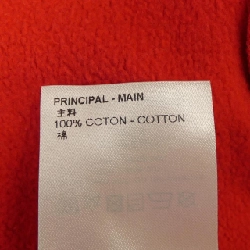 PRINCIPAL - MAIN
主料
100% COTON - COTTON
棉